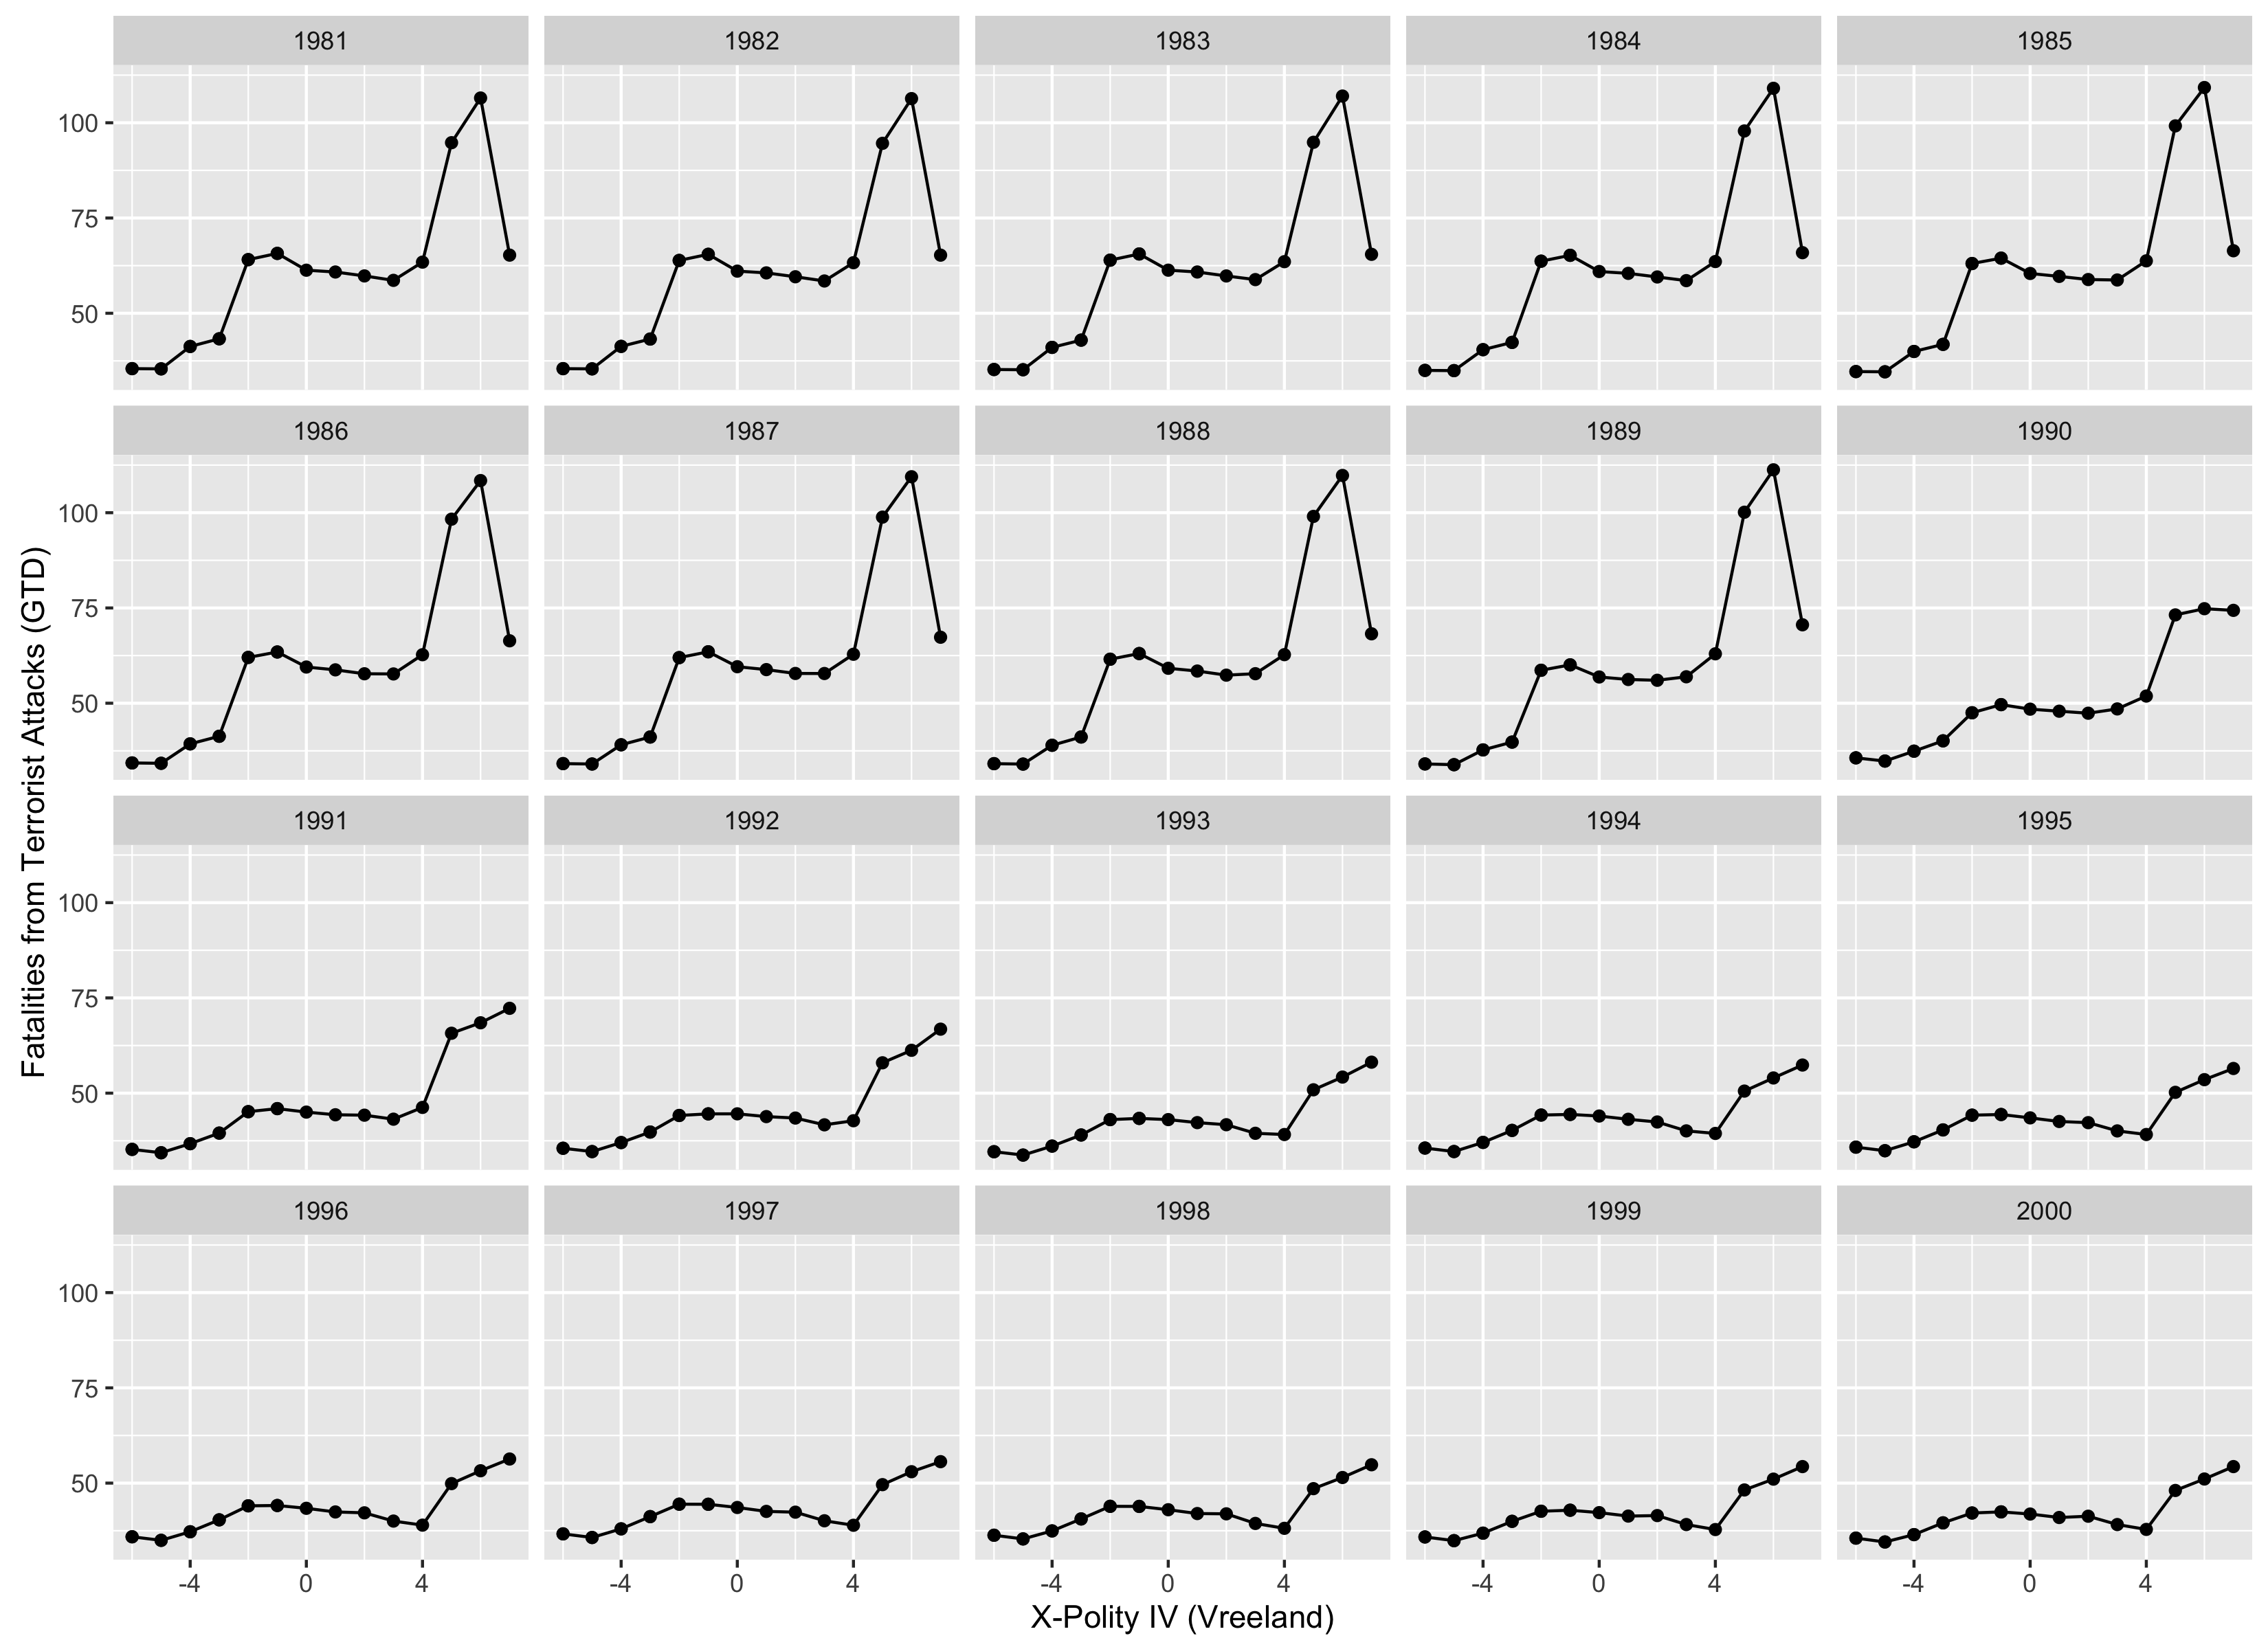 1981 1982 1983 1984 1985
100
75
50
1986 1987 1988 1989 1990
100
75
50
1991 1992 1993 1994 1995
100
75
50
1996 1997 1998 1999 2000
100
75
50
-4 0 4 -4 0 4 -4 0 4 -4 0 4 -4 0 4
X-Polity IV (Vreeland)
Fatalities from Terrorist Attacks (GTD)